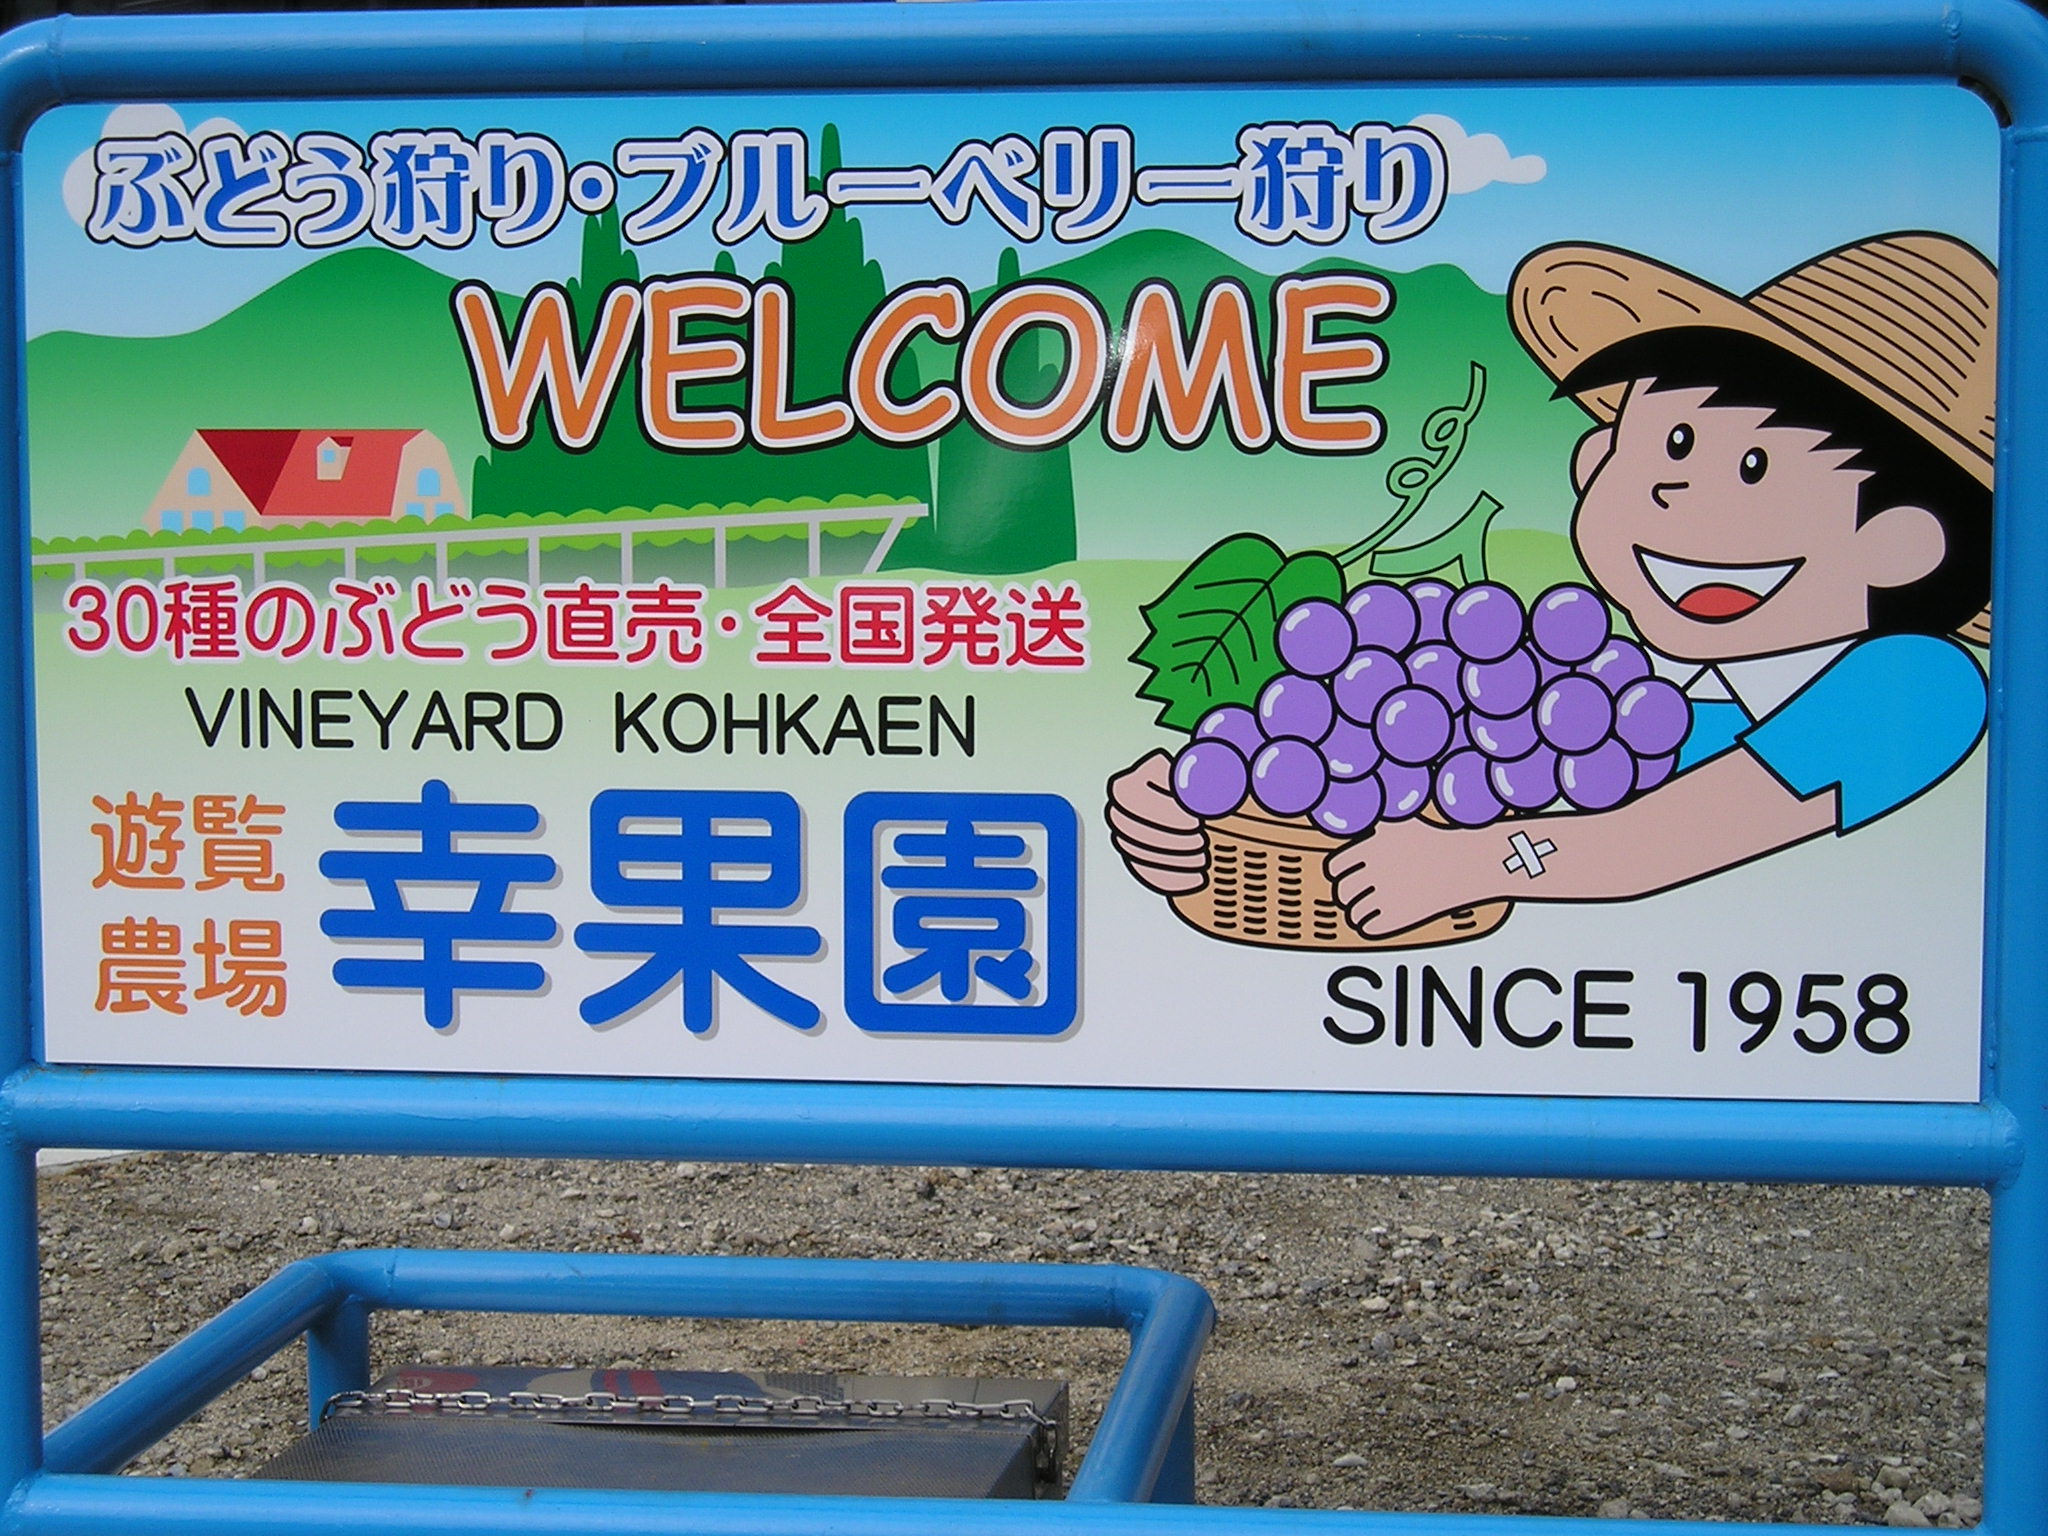 ぶどう狩り・ブルーベリー狩り
WELCOME
30種のぶどう直売・全国発送
VINEYARD KOHKAEN
遊覧
農場
幸果園
SINCE 1958